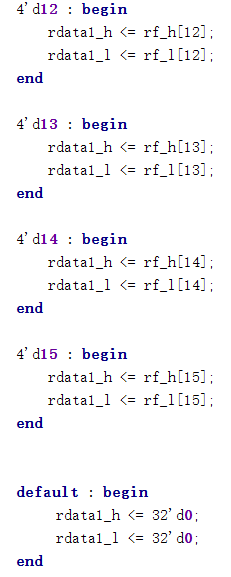 4'd12 : begin
    rdata1_h <= rf_h[12];
    rdata1_l <= rf_l[12];
end
4'd13 : begin
    rdata1_h <= rf_h[13];
    rdata1_l <= rf_l[13];
end
4'd14 : begin
    rdata1_h <= rf_h[14];
    rdata1_l <= rf_l[14];
end
4'd15 : begin
    rdata1_h <= rf_h[15];
    rdata1_l <= rf_l[15];
end
default : begin
     rdata1_h <= 32'd0;
     rdata1_l <= 32'd0;
end